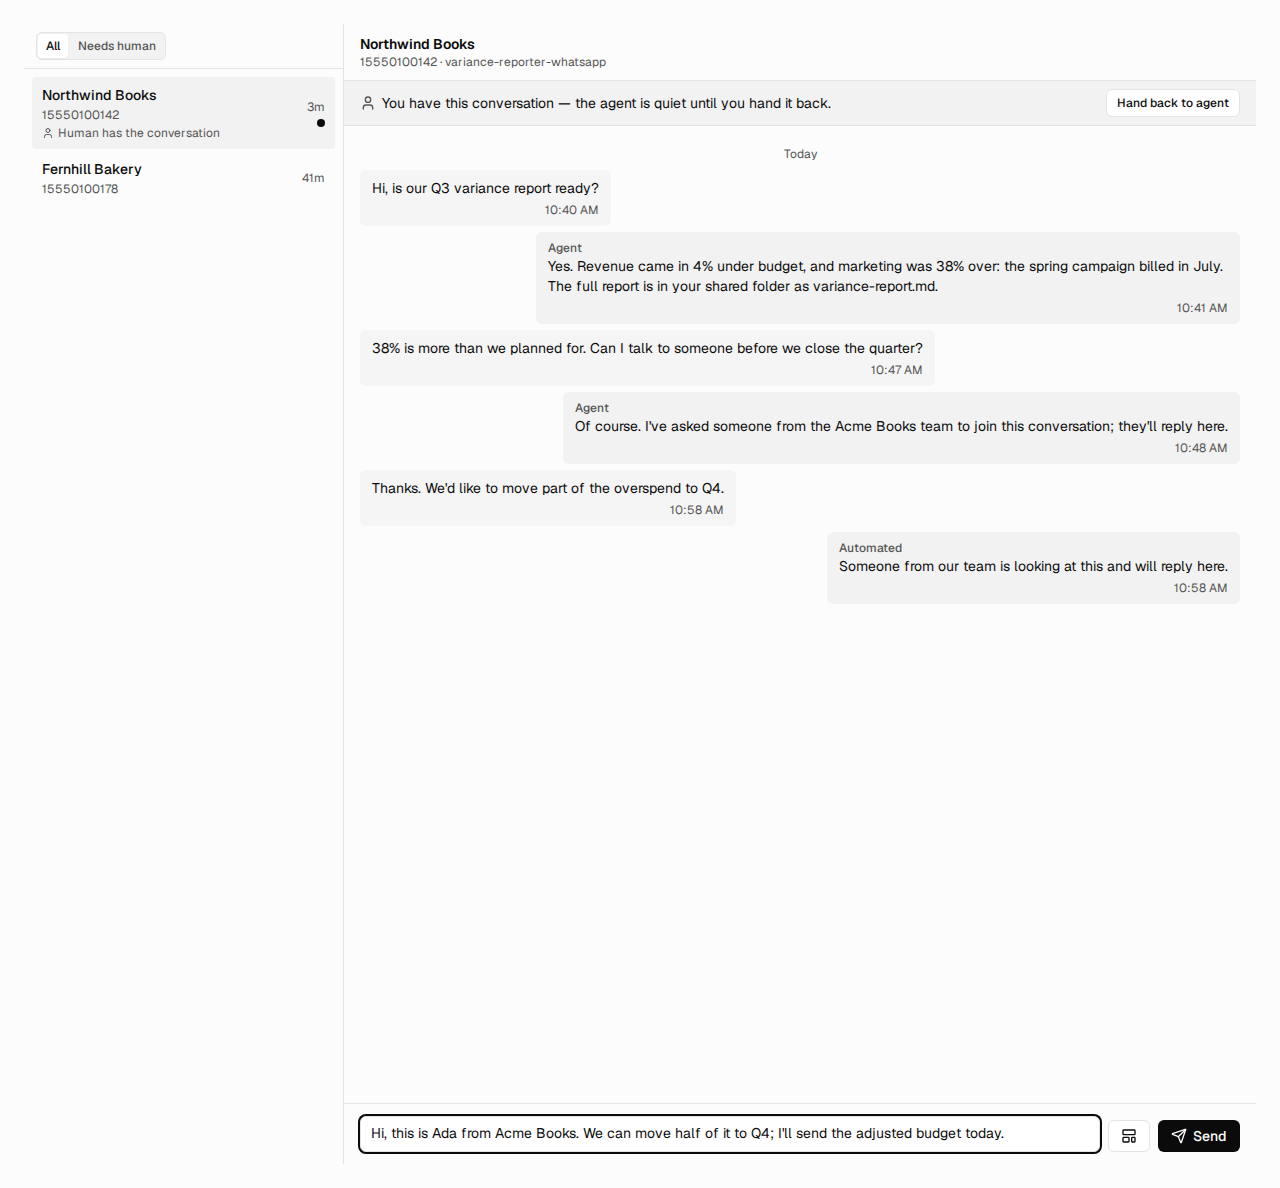 All Needs human
Northwind Books
15550100142
Human has the conversation
3m
Fernhill Bakery
15550100178
41m
Northwind Books
15550100142 · variance-reporter-whatsapp
You have this conversation — the agent is quiet until you hand it back.
Hand back to agent
Today
Hi, is our Q3 variance report ready?
10:40 AM
Agent
Yes. Revenue came in 4% under budget, and marketing was 38% over: the spring campaign billed in July.
The full report is in your shared folder as variance-report.md.
10:41 AM
38% is more than we planned for. Can I talk to someone before we close the quarter?
10:47 AM
Agent
Of course. I've asked someone from the Acme Books team to join this conversation; they'll reply here.
10:48 AM
Thanks. We'd like to move part of the overspend to Q4.
10:58 AM
Automated
Someone from our team is looking at this and will reply here.
10:58 AM
Hi, this is Ada from Acme Books. We can move half of it to Q4; I'll send the adjusted budget today.
Send